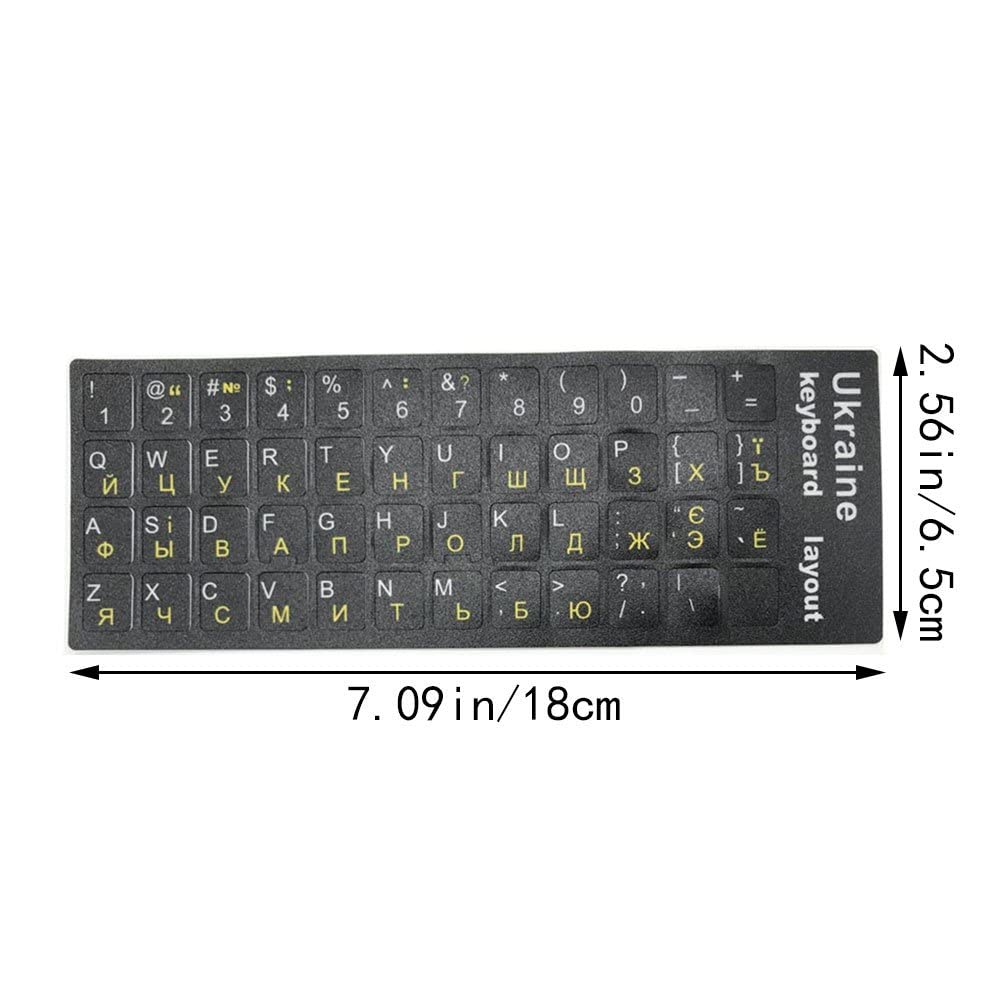 ! @ “ # № $ ; % ^ : & ? * ( ) – +
1 2 3 4 5 6 7 8 9 0 _ =
Q W E R T Y U I O P { } ї
Й Ц У К Е Н Г Ш Щ З [ Х ] Ъ
A S і D F G H J K L : “ Є ~
Ф Ы В А П Р О Л Д ; Ж ' Э ` Ё
Z X C V B N M < > ? , |
Я Ч С М И Т Ь , Б . Ю / . \
Ukraine
keyboard layout
2.56in/6.5cm
7.09in/18cm